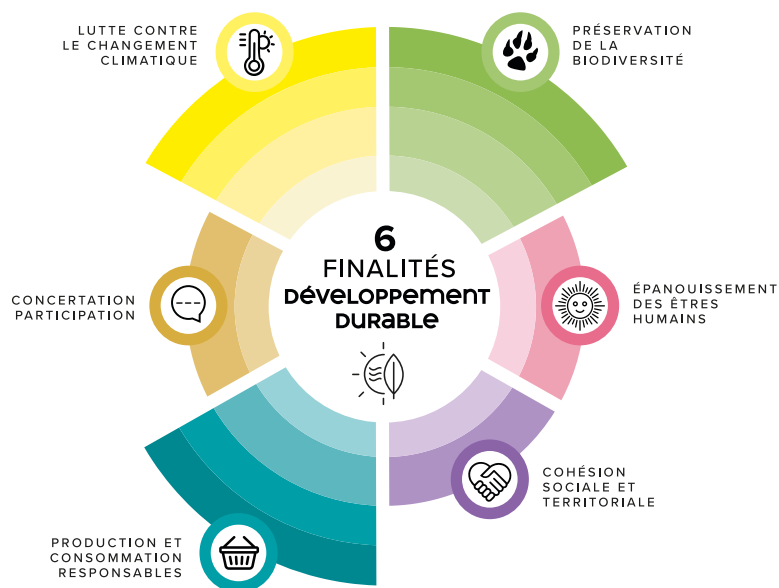 LUTTE CONTRE
LE CHANGEMENT
CLIMATIQUE
PRÉSERVATION
DE LA
BIODIVERSITÉ
6
FINALITÉS
DÉVELOPPEMENT
DURABLE
CONCERTATION
PARTICIPATION
ÉPANOUISSEMENT
DES ÊTRES
HUMAINS
COHÉSION
SOCIALE ET
TERRITORIALE
PRODUCTION ET
CONSOMMATION
RESPONSABLES